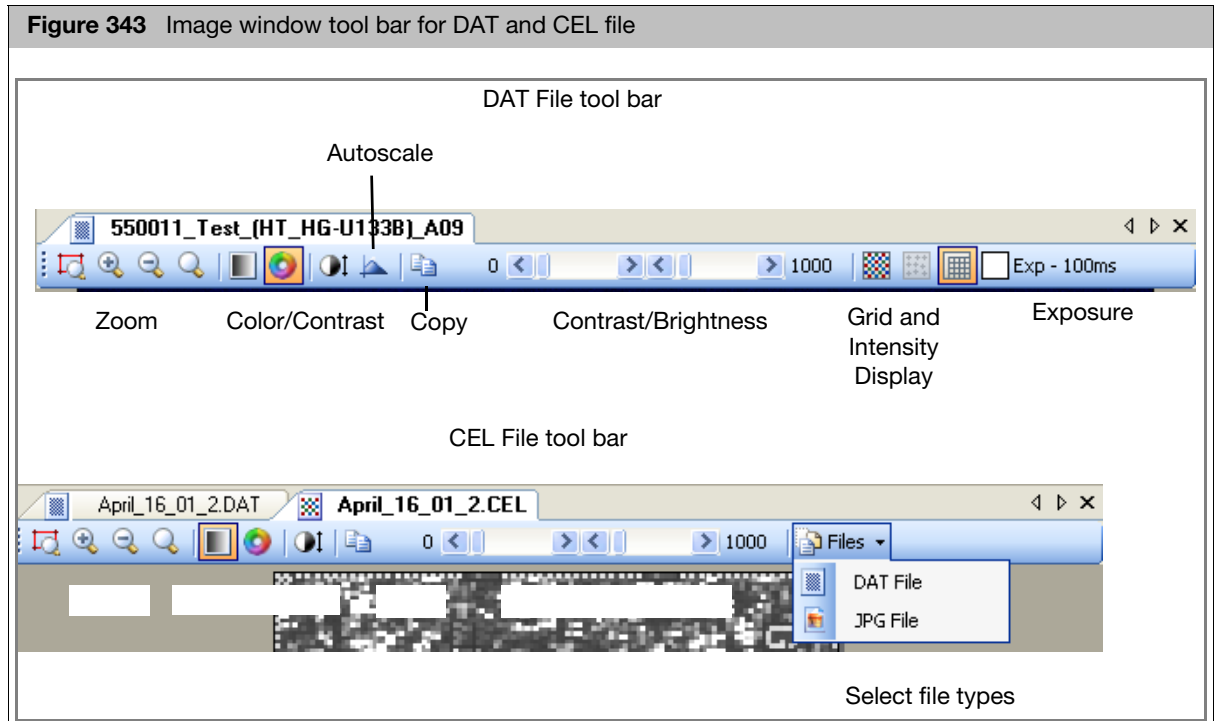 Figure 343 Image window tool bar for DAT and CEL file
DAT File tool bar
Autoscale
550011_Test_(HT_HG-U133B)_A09
0 1000 Exp - 100ms
Zoom Color/Contrast Copy Contrast/Brightness Grid and Intensity Display Exposure
CEL File tool bar
April_16_01_2.DAT April_16_01_2.CEL
0 1000 Files
DAT File
JPG File
Select file types